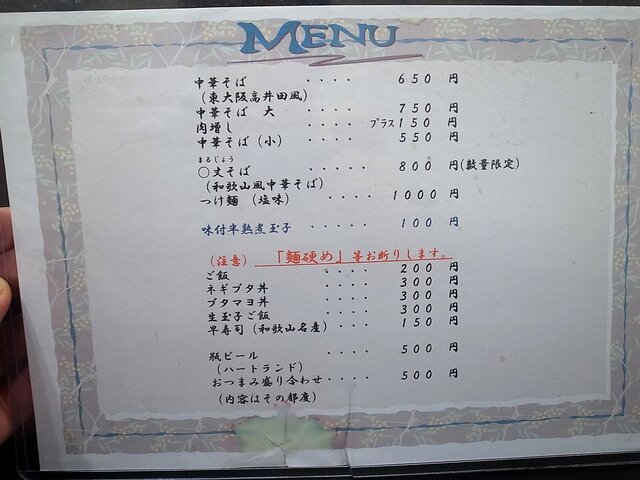 MENU
中華そば ···· 650 円
(東大阪高井田風)
中華そば 大 ···· 750 円
肉増し プラス150 円
中華そば(小) ···· 550 円
まるじょう
○丈そば ····· 800 円(数量限定)
(和歌山風中華そば)
つけ麺(塩味) ···· 1000 円
味付半熟煮玉子 ····· 100 円
(注意) 「麺硬め」等お断りします。
ご飯 ···· 200 円
ネギブタ丼 ···· 300 円
ブタマヨ丼 ···· 300 円
生玉子ご飯 ···· 300 円
早寿司(和歌山名産) ···· 150 円
瓶ビール ···· 500 円
(ハートランド)
おつまみ盛り合わせ ···· 500 円
(内容はその都度)